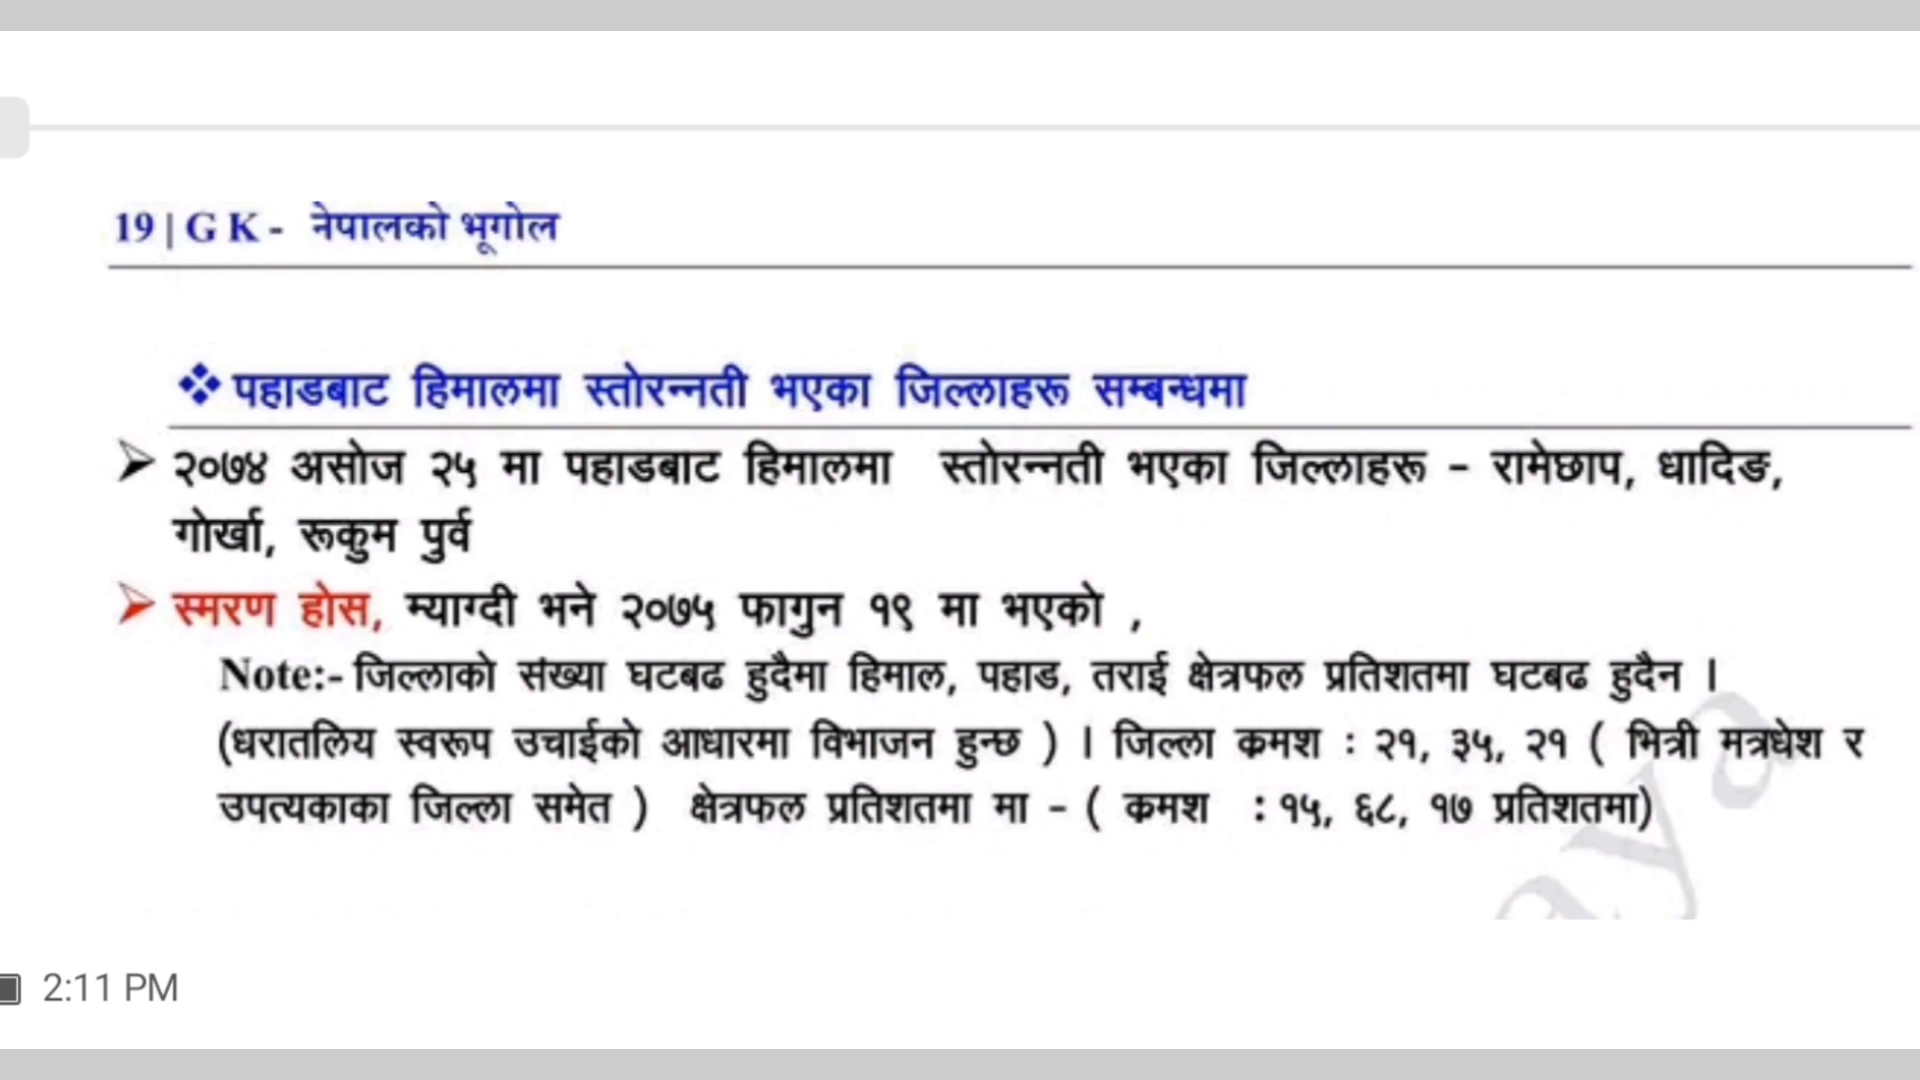 19 | G K - नेपालको भूगोल
❖ पहाडबाट हिमालमा स्तोरन्नती भएका जिल्लाहरू सम्बन्धमा
➢ २०७४ असोज २५ मा पहाडबाट हिमालमा स्तोरन्नती भएका जिल्लाहरू - रामेछाप, धादिङ,
गोर्खा, रूकुम पुर्व
➢ स्मरण होस, म्याग्दी भने २०७५ फागुन १९ मा भएको ,
Note:- जिल्लाको संख्या घटबढ हुदैमा हिमाल, पहाड, तराई क्षेत्रफल प्रतिशतमा घटबढ हुदैन ।
(धरातलिय स्वरूप उचाईको आधारमा विभाजन हुन्छ ) । जिल्ला कमश : २१, ३५, २१ ( भित्री मत्रधेश र
उपत्यकाका जिल्ला समेत ) क्षेत्रफल प्रतिशतमा मा - ( कमश : १५, ६८, १७ प्रतिशतमा)
2:11 PM